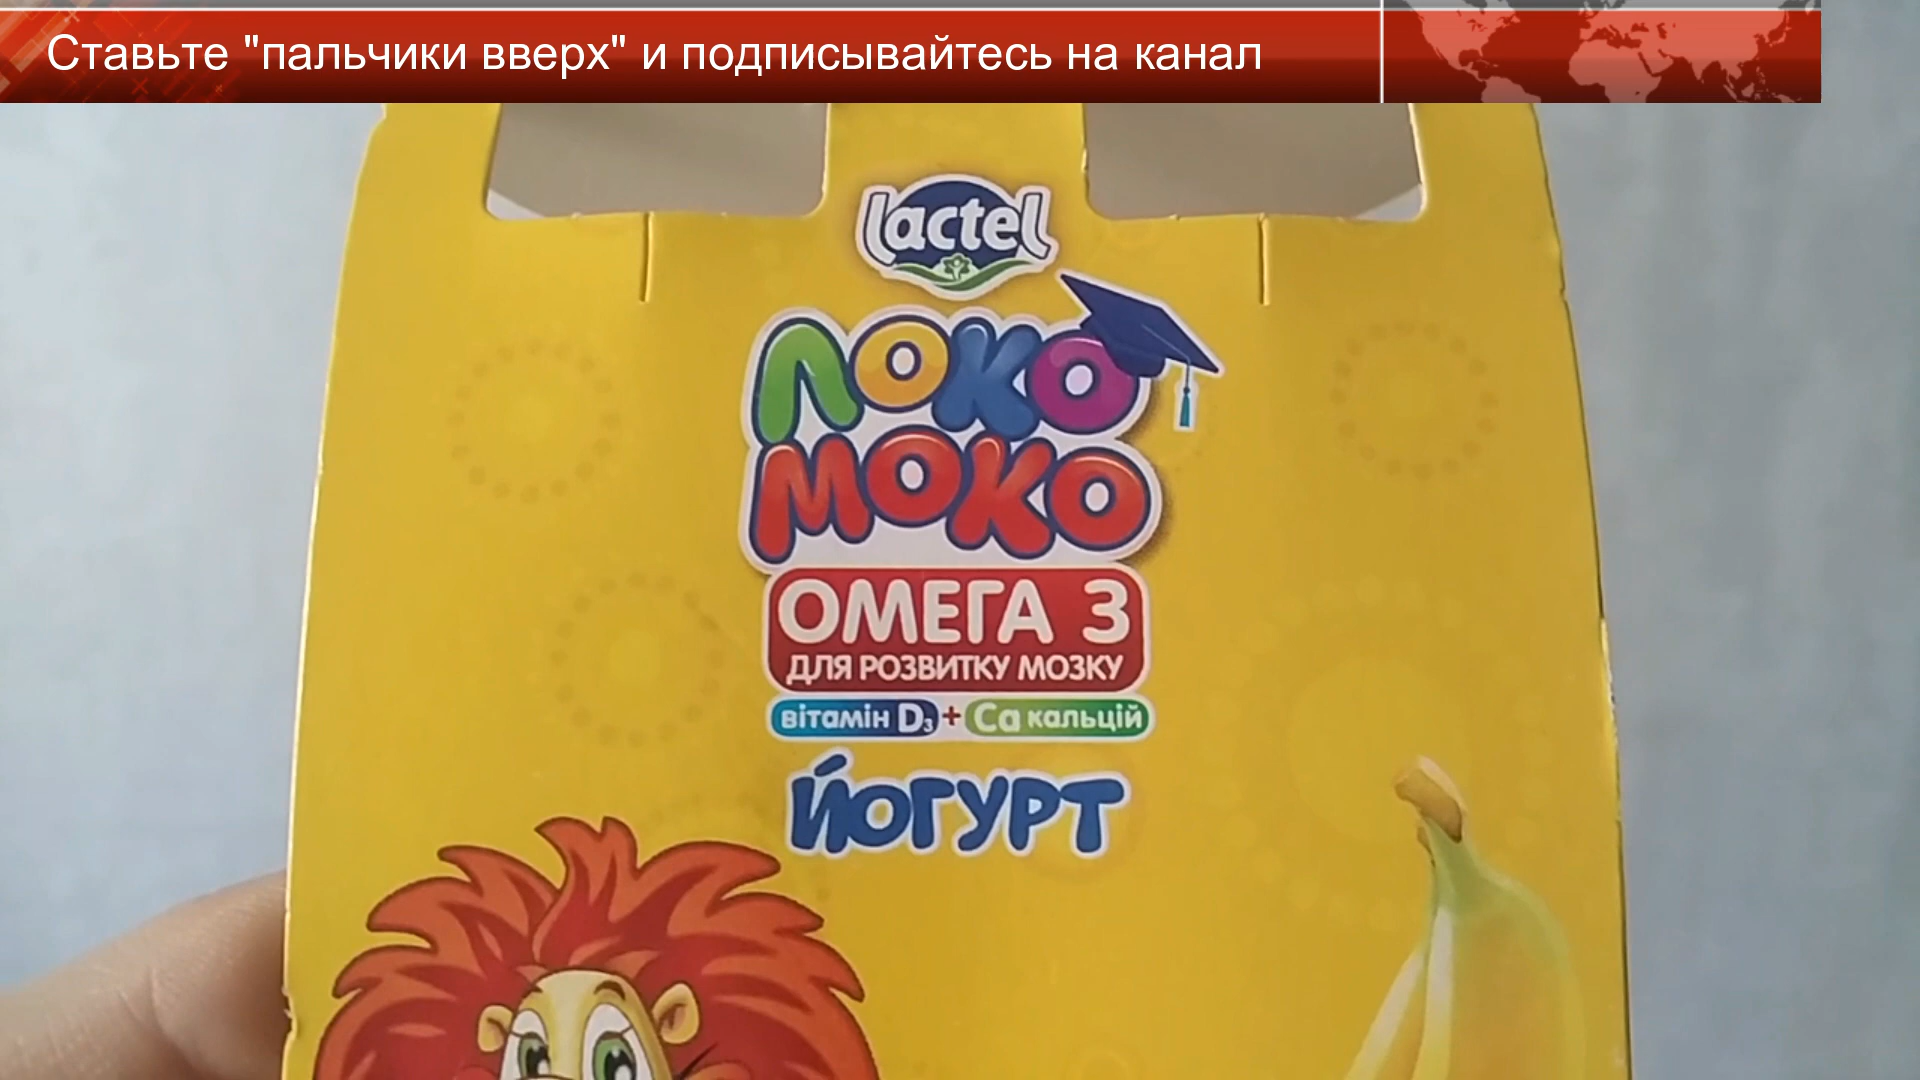 Ставьте "пальчики вверх" и подписывайтесь на канал
lactel
ЛОКО
МОКО
ОМЕГА 3
ДЛЯ РОЗВИТКУ МОЗКУ
вітамін D3 + Ca кальцій
ЙОГУРТ